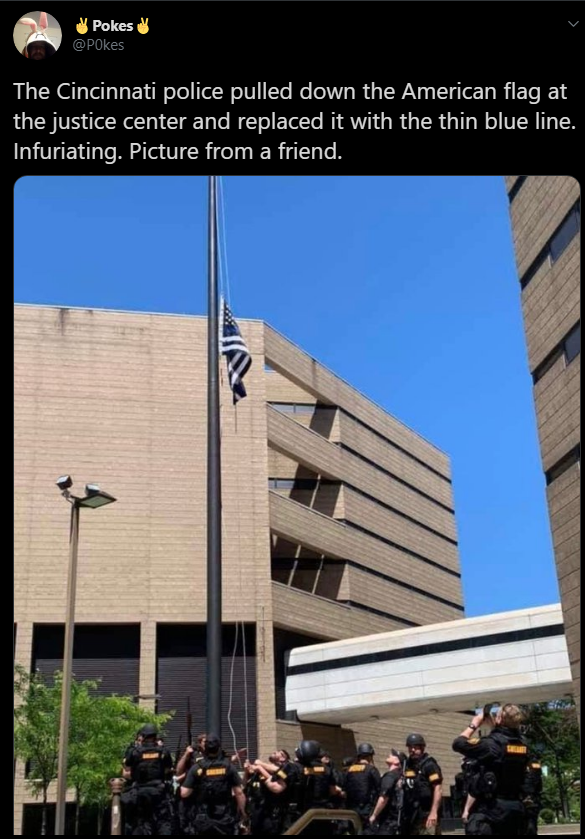 ✌ Pokes ✌
@P0kes
The Cincinnati police pulled down the American flag at
the justice center and replaced it with the thin blue line.
Infuriating. Picture from a friend.
SHERIFF
SHERIFF